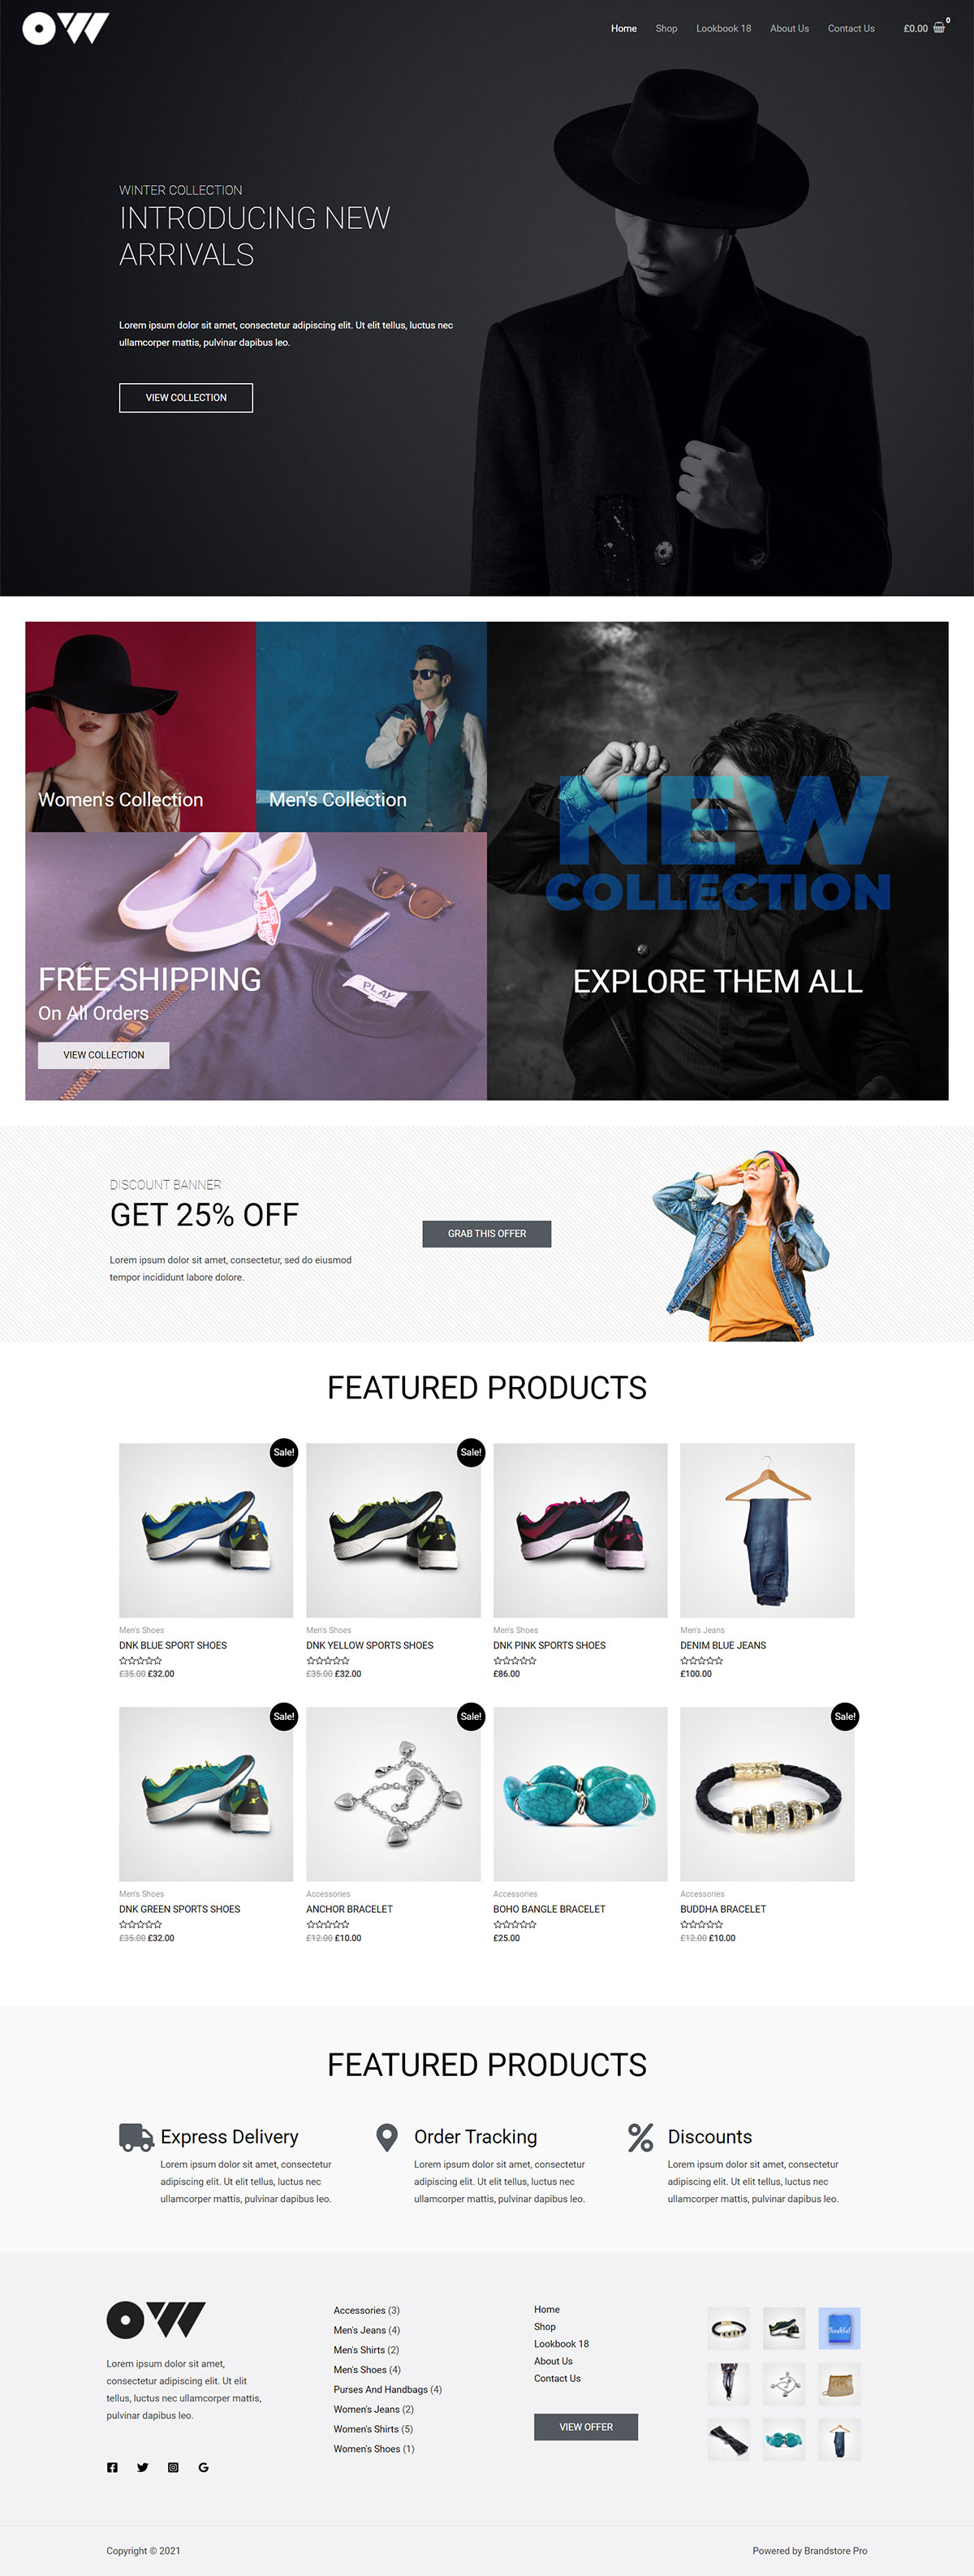 OW
Home Shop Lookbook 18 About Us Contact Us £0.00 0
WINTER COLLECTION
INTRODUCING NEW
ARRIVALS
Lorem ipsum dolor sit amet, consectetur adipiscing elit. Ut elit tellus, luctus nec
ullamcorper mattis, pulvinar dapibus leo.
VIEW COLLECTION
Women's Collection
Men's Collection
NEW
COLLECTION
EXPLORE THEM ALL
PLAY
FREE SHIPPING
On All Orders
VIEW COLLECTION
DISCOUNT BANNER
GET 25% OFF
Lorem ipsum dolor sit amet, consectetur, sed do eiusmod
tempor incididunt labore dolore.
GRAB THIS OFFER
FEATURED PRODUCTS
Sale!
Men's Shoes
DNK BLUE SPORT SHOES
£35.00 £32.00
Sale!
Men's Shoes
DNK YELLOW SPORTS SHOES
£35.00 £32.00
Men's Shoes
DNK PINK SPORTS SHOES
£86.00
Men's Jeans
DENIM BLUE JEANS
£100.00
Sale!
Men's Shoes
DNK GREEN SPORTS SHOES
£35.00 £32.00
Sale!
Accessories
ANCHOR BRACELET
£12.00 £10.00
Accessories
BOHO BANGLE BRACELET
£25.00
Sale!
Accessories
BUDDHA BRACELET
£12.00 £10.00
FEATURED PRODUCTS
Express Delivery
Lorem ipsum dolor sit amet, consectetur
adipiscing elit. Ut elit tellus, luctus nec
ullamcorper mattis, pulvinar dapibus leo.
Order Tracking
Lorem ipsum dolor sit amet, consectetur
adipiscing elit. Ut elit tellus, luctus nec
ullamcorper mattis, pulvinar dapibus leo.
Discounts
Lorem ipsum dolor sit amet, consectetur
adipiscing elit. Ut elit tellus, luctus nec
ullamcorper mattis, pulvinar dapibus leo.
OW
Lorem ipsum dolor sit amet,
consectetur adipiscing elit. Ut elit
tellus, luctus nec ullamcorper mattis,
pulvinar dapibus leo.
Accessories (3)
Men's Jeans (4)
Men's Shirts (2)
Men's Shoes (4)
Purses And Handbags (4)
Women's Jeans (2)
Women's Shirts (5)
Women's Shoes (1)
Home
Shop
Lookbook 18
About Us
Contact Us
VIEW OFFER
Thankful
Copyright © 2021
Powered by Brandstore Pro